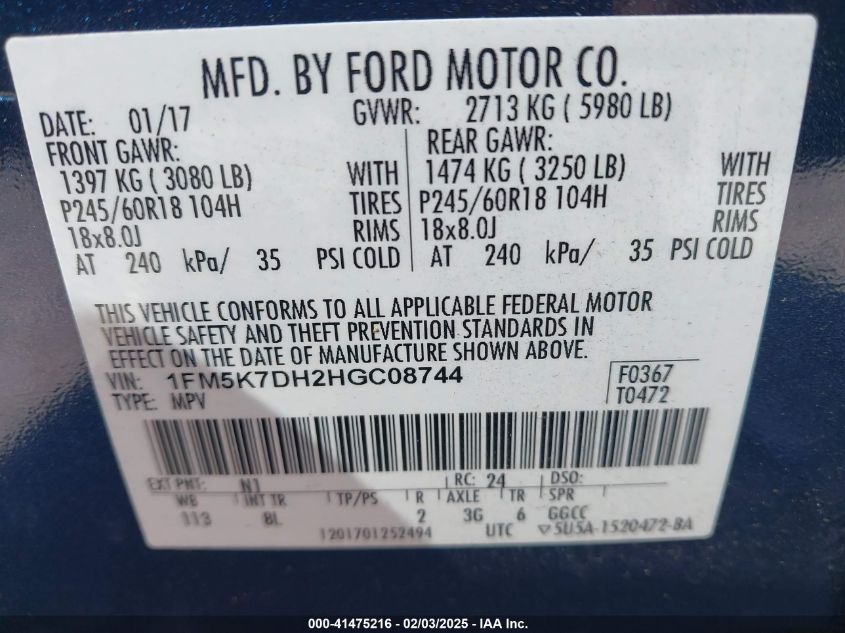 MFD. BY FORD MOTOR CO.
DATE: 01/17 GVWR: 2713 KG ( 5980 LB)
FRONT GAWR: REAR GAWR:
1397 KG ( 3080 LB) WITH 1474 KG ( 3250 LB) WITH
P245/60R18 104H TIRES P245/60R18 104H TIRES
18x8.0J RIMS 18x8.0J RIMS
AT 240 kPa/ 35 PSI COLD AT 240 kPa/ 35 PSI COLD
THIS VEHICLE CONFORMS TO ALL APPLICABLE FEDERAL MOTOR
VEHICLE SAFETY AND THEFT PREVENTION STANDARDS IN
EFFECT ON THE DATE OF MANUFACTURE SHOWN ABOVE.
VIN: 1FM5K7DH2HGC08744 F0367
TYPE: MPV T0472
EXT PNT: N1 RC: 24 DSO:
WB INT TR TP/PS R AXLE TR SPR
113 8L 2 3G 6 GGCC
1201701252494 UTC ▽5U5A-1520472-BA
000-41475216 - 02/03/2025 - IAA Inc.